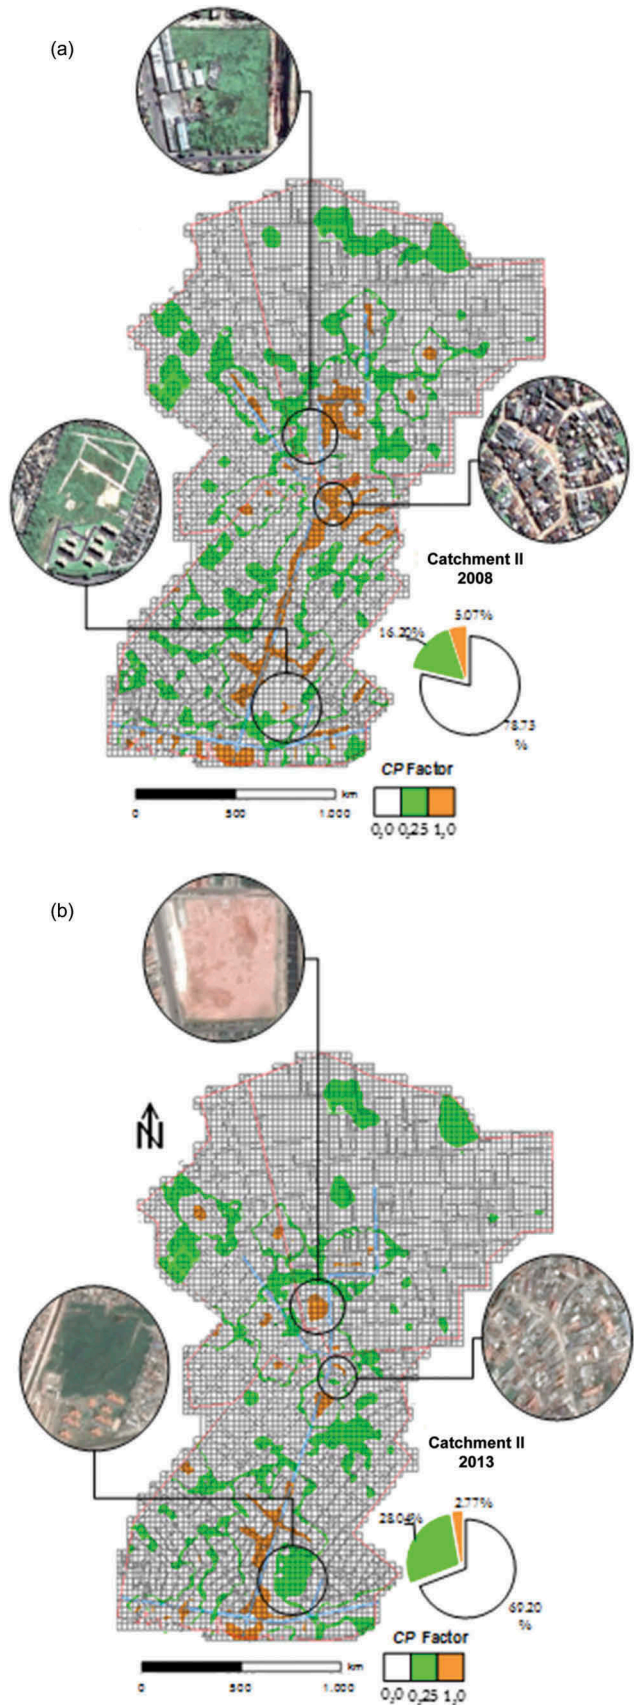 (a)
Catchment II
2008
5.07%
16.20%
78.73
%
CP Factor
0,0 0,25 1,0
km
0 500 1.000
(b)
N
Catchment II
2013
2.77%
28.04%
69.20
%
CP Factor
0,0 0,25 1,0
km
0 500 1.000